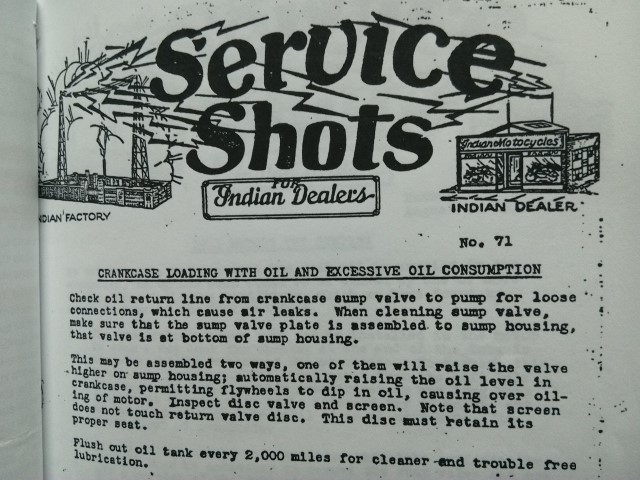 Service
Shots
FOR
Indian Dealers
Indian Motocycles
INDIAN FACTORY
INDIAN DEALER
No. 71
CRANKCASE LOADING WITH OIL AND EXCESSIVE OIL CONSUMPTION
Check oil return line from crankcase sump valve to pump for loose
connections, which cause air leaks. When cleaning sump valve,
make sure that the sump valve plate is assembled to sump housing,
that valve is at bottom of sump housing.
This may be assembled two ways, one of them will raise the valve
higher on sump housing; automatically raising the oil level in
crankcase, permitting flywheels to dip in oil, causing over oil-
ing of motor. Inspect disc valve and screen. Note that screen
does not touch return valve disc. This disc must retain its
proper seat.
Flush out oil tank every 2,000 miles for cleaner and trouble free
lubrication.